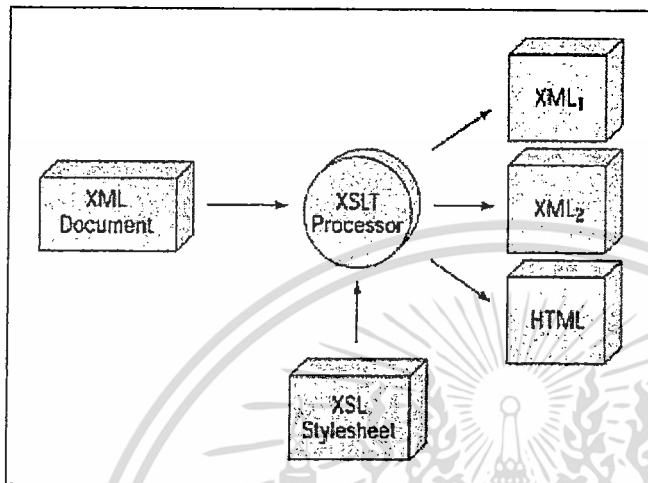 XML
Document
XSLT
Processor
XSL
Stylesheet
XML₁
XML₂
HTML